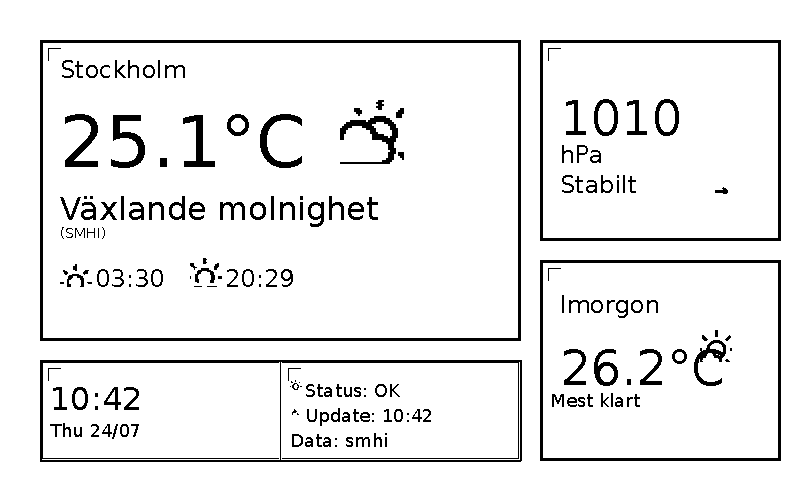 Stockholm
25.1°C
Växlande molnighet
(SMHI)
03:30 20:29
1010
hPa
Stabilt
Imorgon
26.2°C
Mest klart
10:42
Thu 24/07
Status: OK
Update: 10:42
Data: smhi